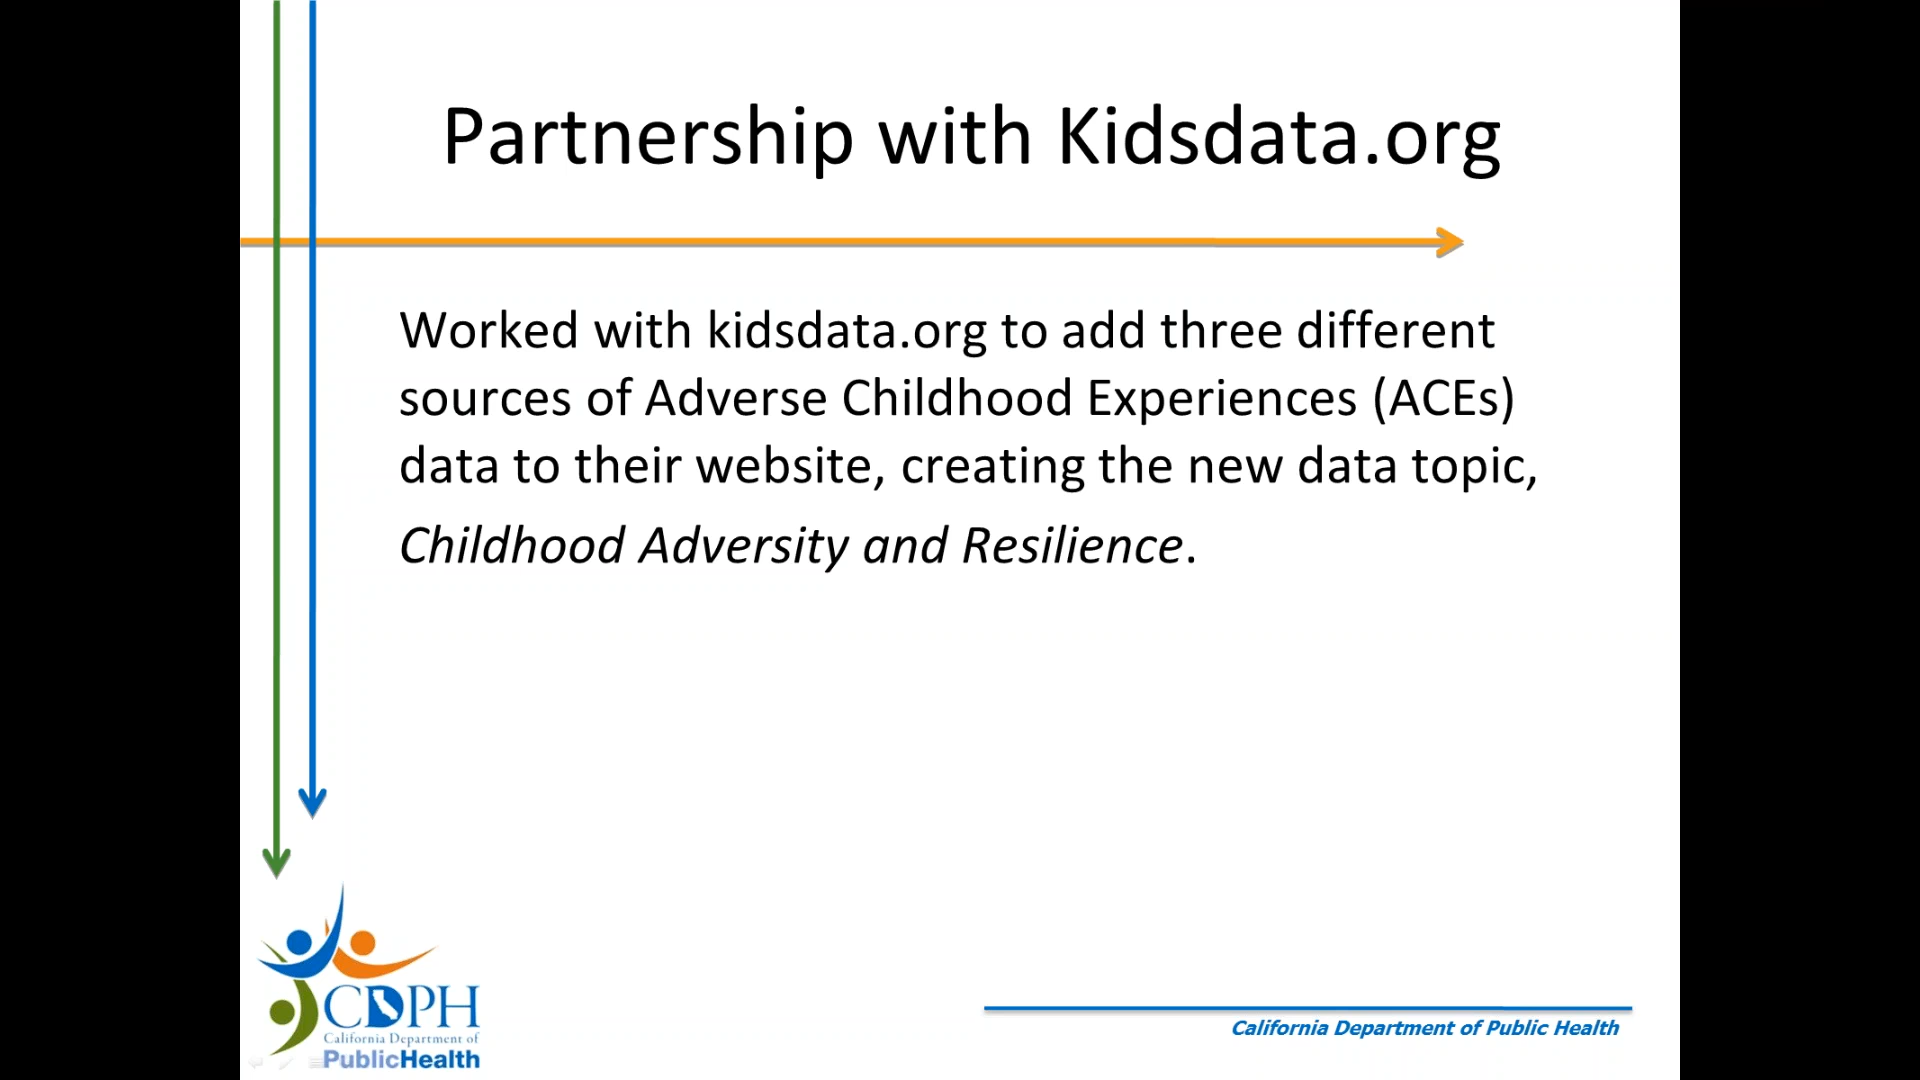 Partnership with Kidsdata.org
Worked with kidsdata.org to add three different
sources of Adverse Childhood Experiences (ACEs)
data to their website, creating the new data topic,
Childhood Adversity and Resilience.
CDPH
California Department of
PublicHealth
California Department of Public Health